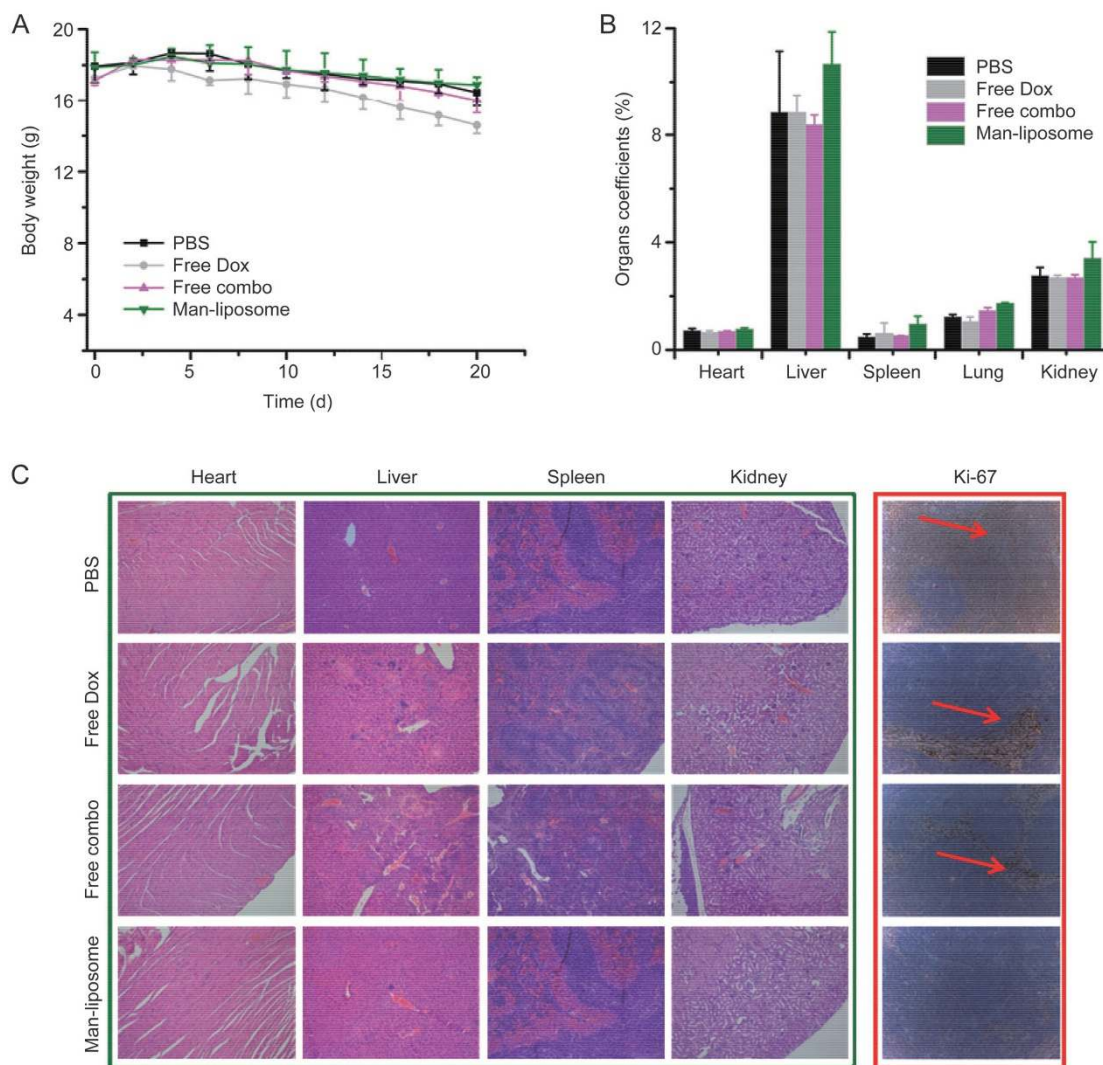 A
20
16
12
8
4
Body weight (g)
PBS
Free Dox
Free combo
Man-liposome
0 5 10 15 20
Time (d)
B
12
8
4
0
Organs coefficients (%)
PBS
Free Dox
Free combo
Man-liposome
Heart Liver Spleen Lung Kidney
C
Heart Liver Spleen Kidney Ki-67
PBS
Free Dox
Free combo
Man-liposome